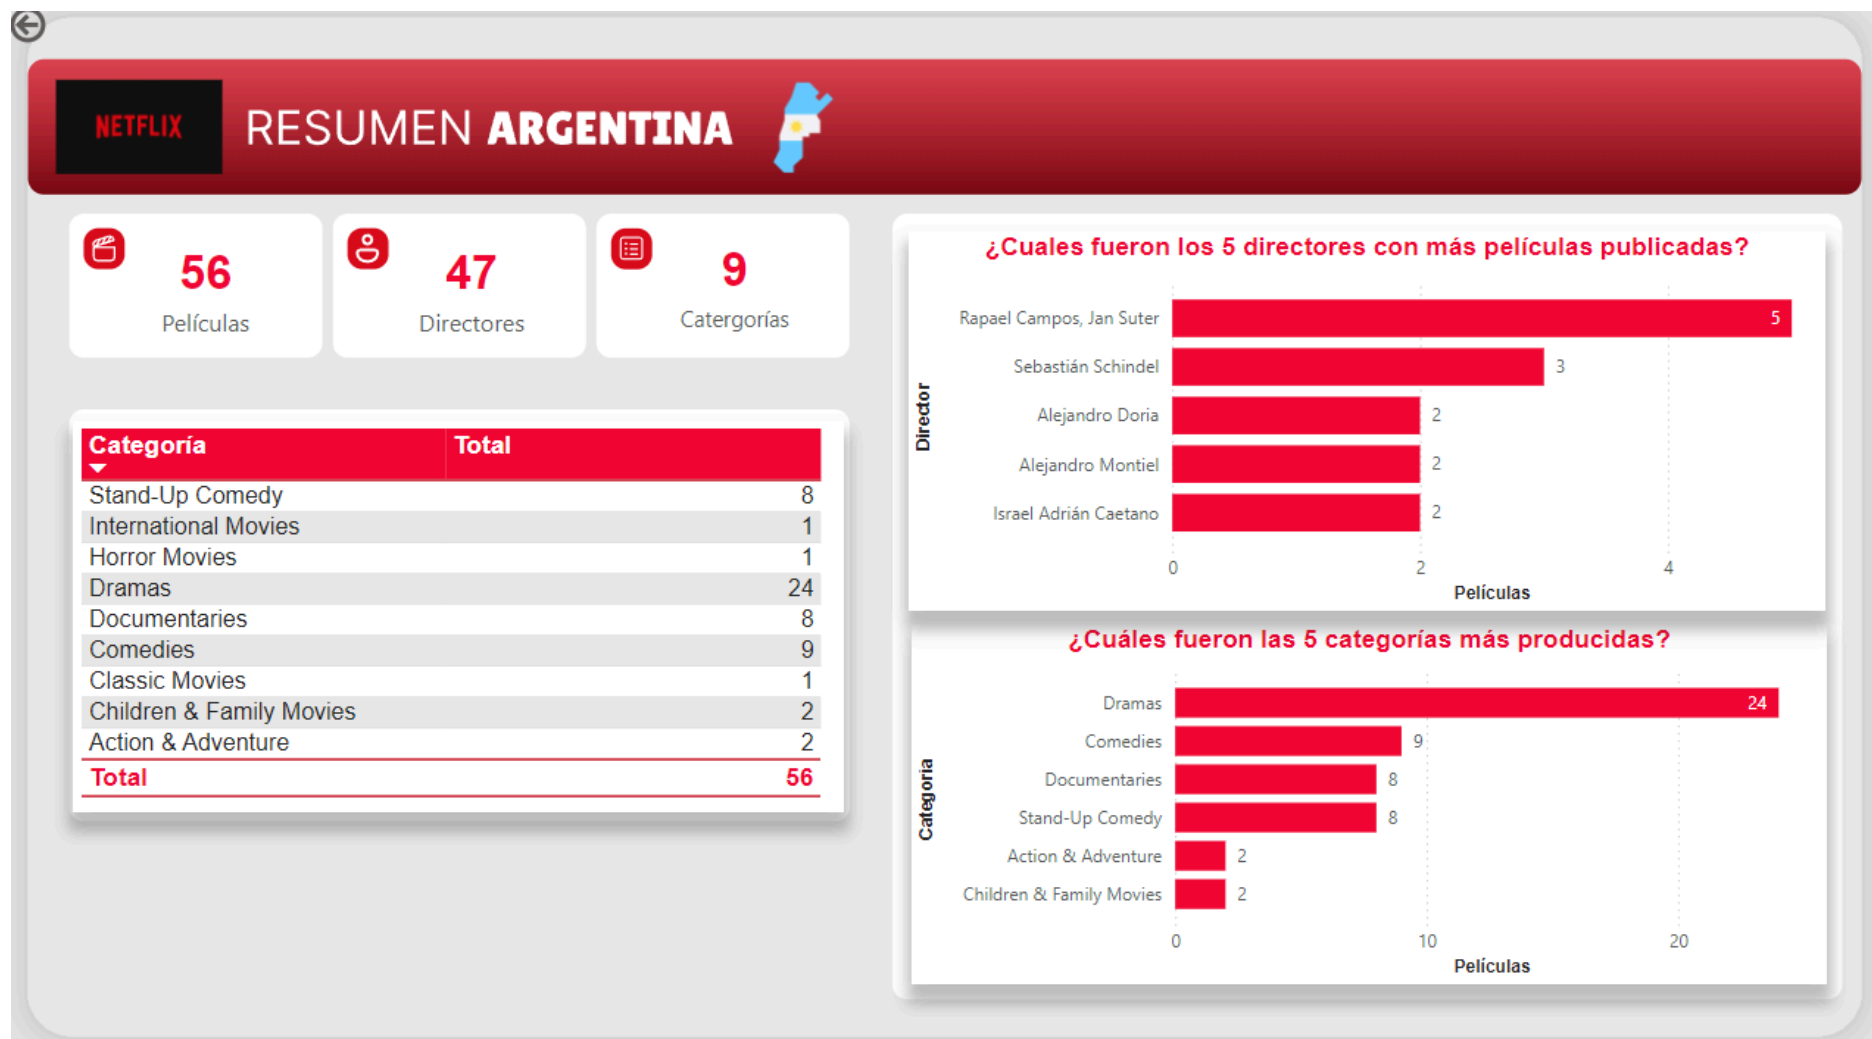 NETFLIX
RESUMEN ARGENTINA
56
Películas
47
Directores
9
Catergorías
Categoría Total
Stand-Up Comedy 8
International Movies 1
Horror Movies 1
Dramas 24
Documentaries 8
Comedies 9
Classic Movies 1
Children & Family Movies 2
Action & Adventure 2
Total 56
¿Cuales fueron los 5 directores con más películas publicadas?
Director
Rapael Campos, Jan Suter 5
Sebastián Schindel 3
Alejandro Doria 2
Alejandro Montiel 2
Israel Adrián Caetano 2
0 2 4
Películas
¿Cuáles fueron las 5 categorías más producidas?
Categoria
Dramas 24
Comedies 9
Documentaries 8
Stand-Up Comedy 8
Action & Adventure 2
Children & Family Movies 2
0 10 20
Películas